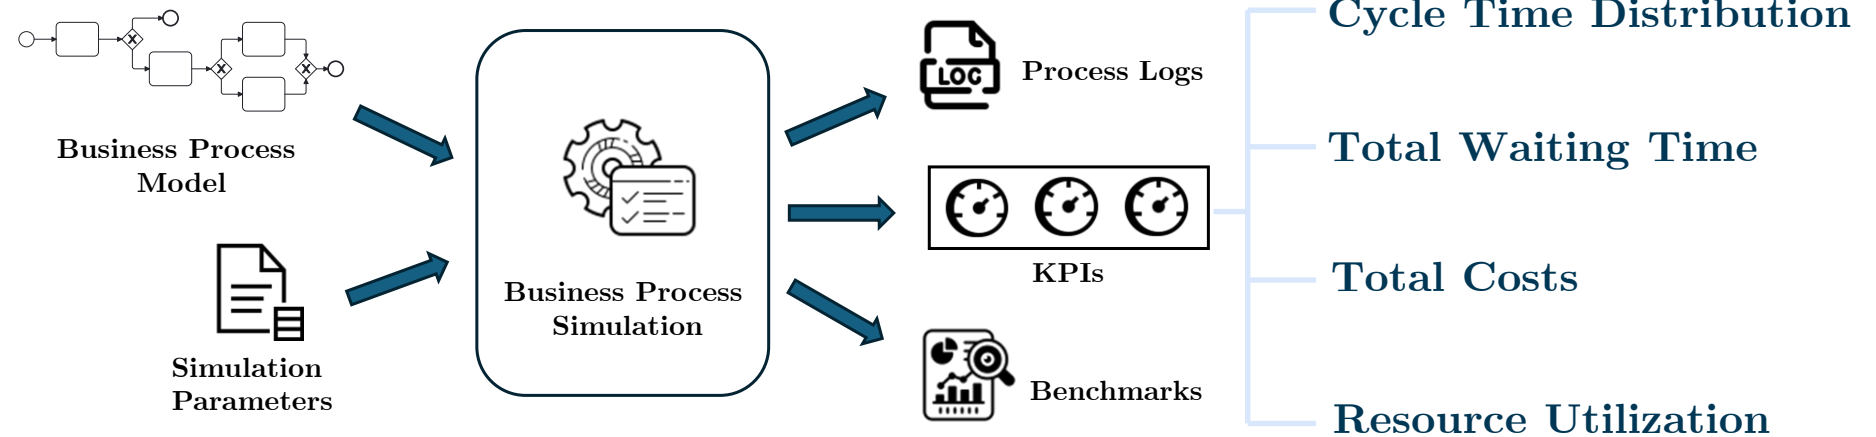 Business Process
Model
Simulation
Parameters
Business Process
Simulation
LOG
Process Logs
KPIs
Benchmarks
Cycle Time Distribution
Total Waiting Time
Total Costs
Resource Utilization